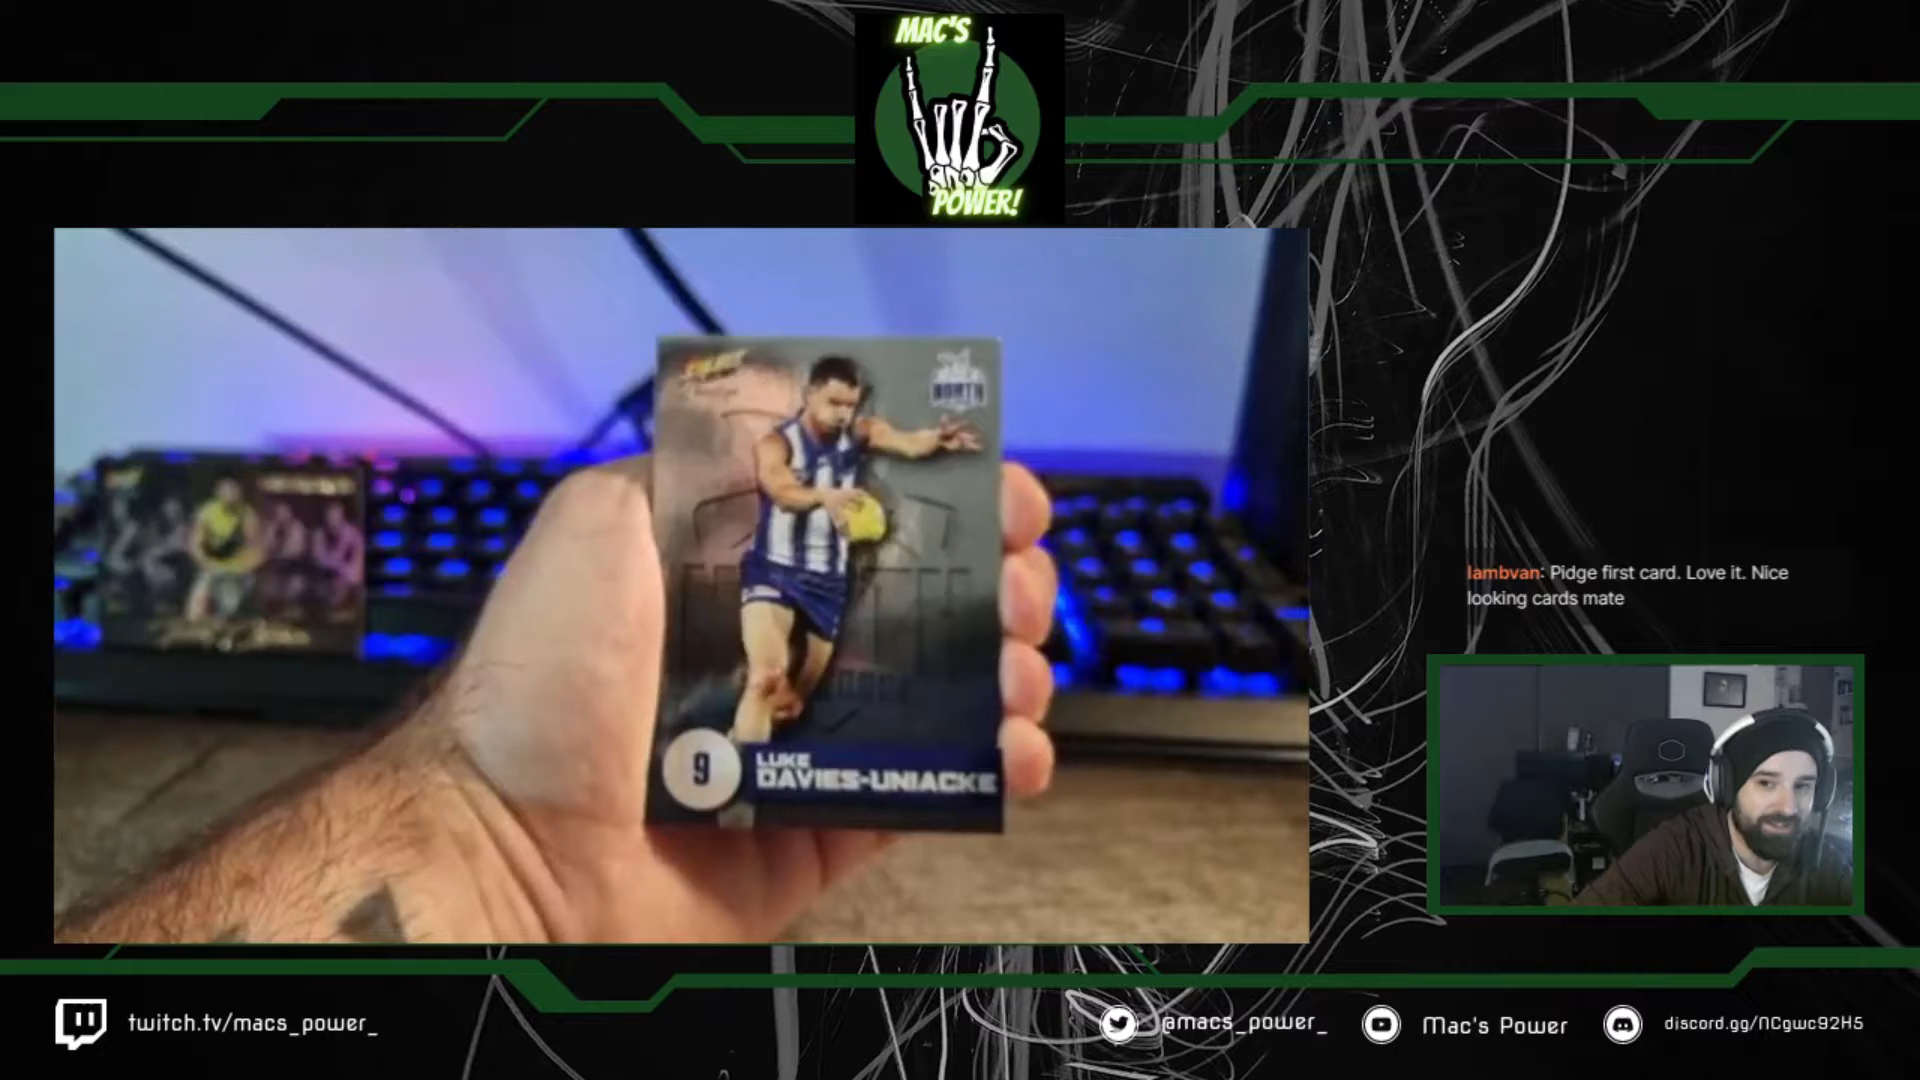 MAC'S
POWER!
NORTH
9
LUKE
DAVIES-UNIACKE
lambvan: Pidge first card. Love it. Nice
looking cards mate
twitch.tv/macs_power_
@macs_power_
Mac's Power
discord.gg/NCgwc92H5